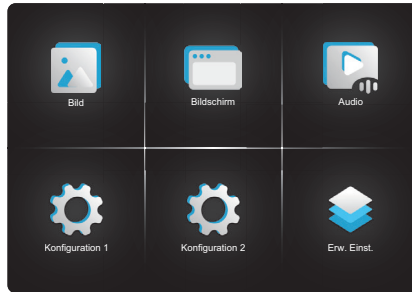 Bild
Bildschirm
Audio
Konfiguration 1
Konfiguration 2
Erw. Einst.